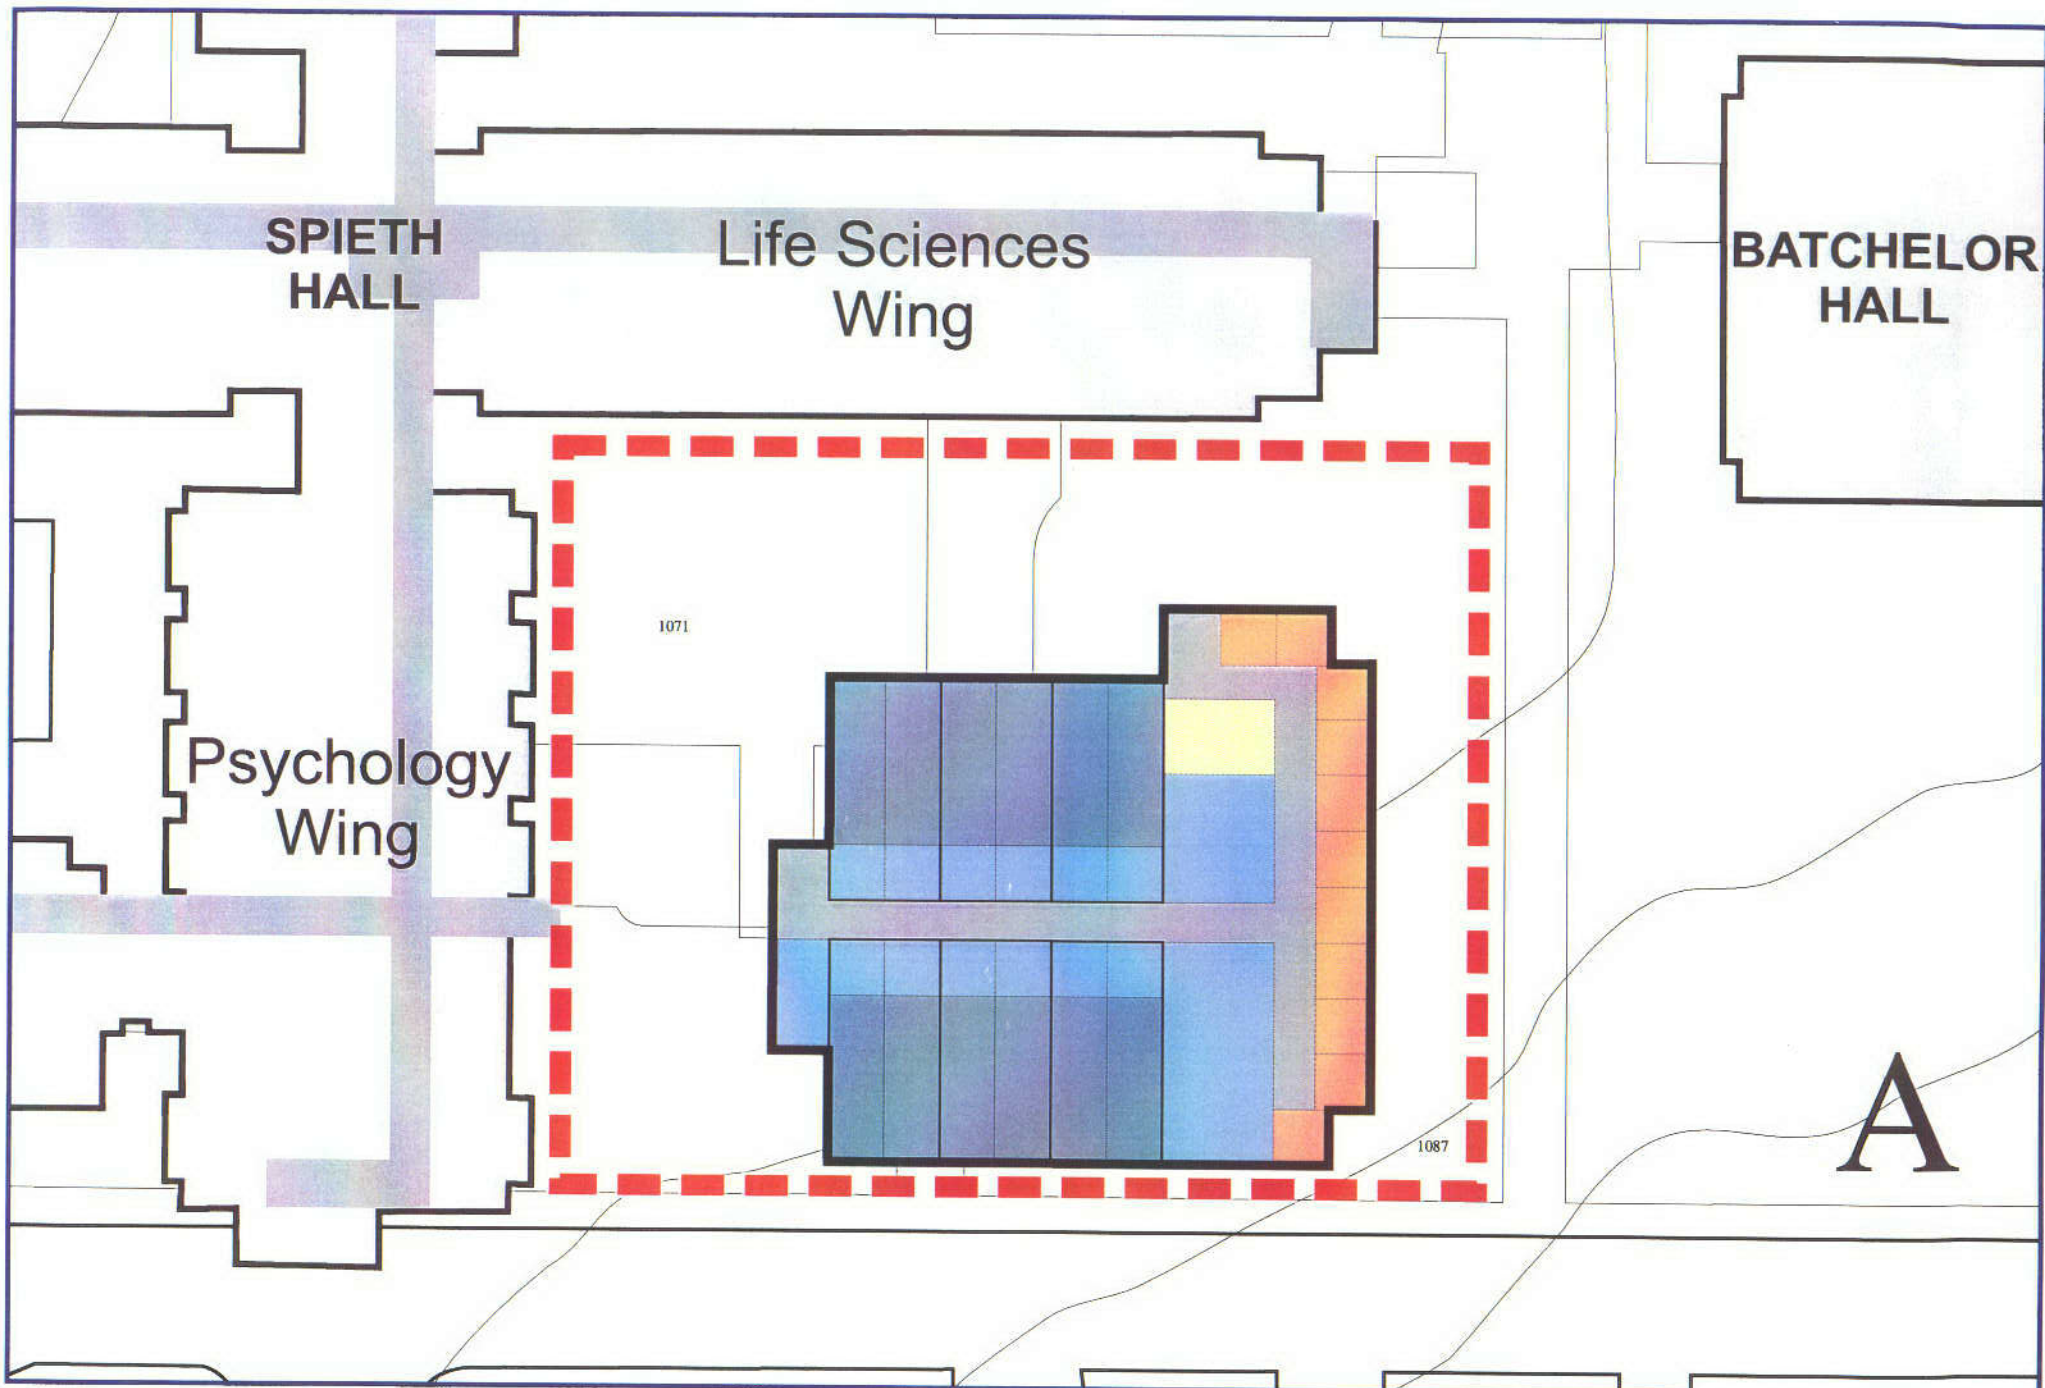 SPIETH
HALL
Life Sciences
Wing
BATCHELOR
HALL
1071
Psychology
Wing
1087
A